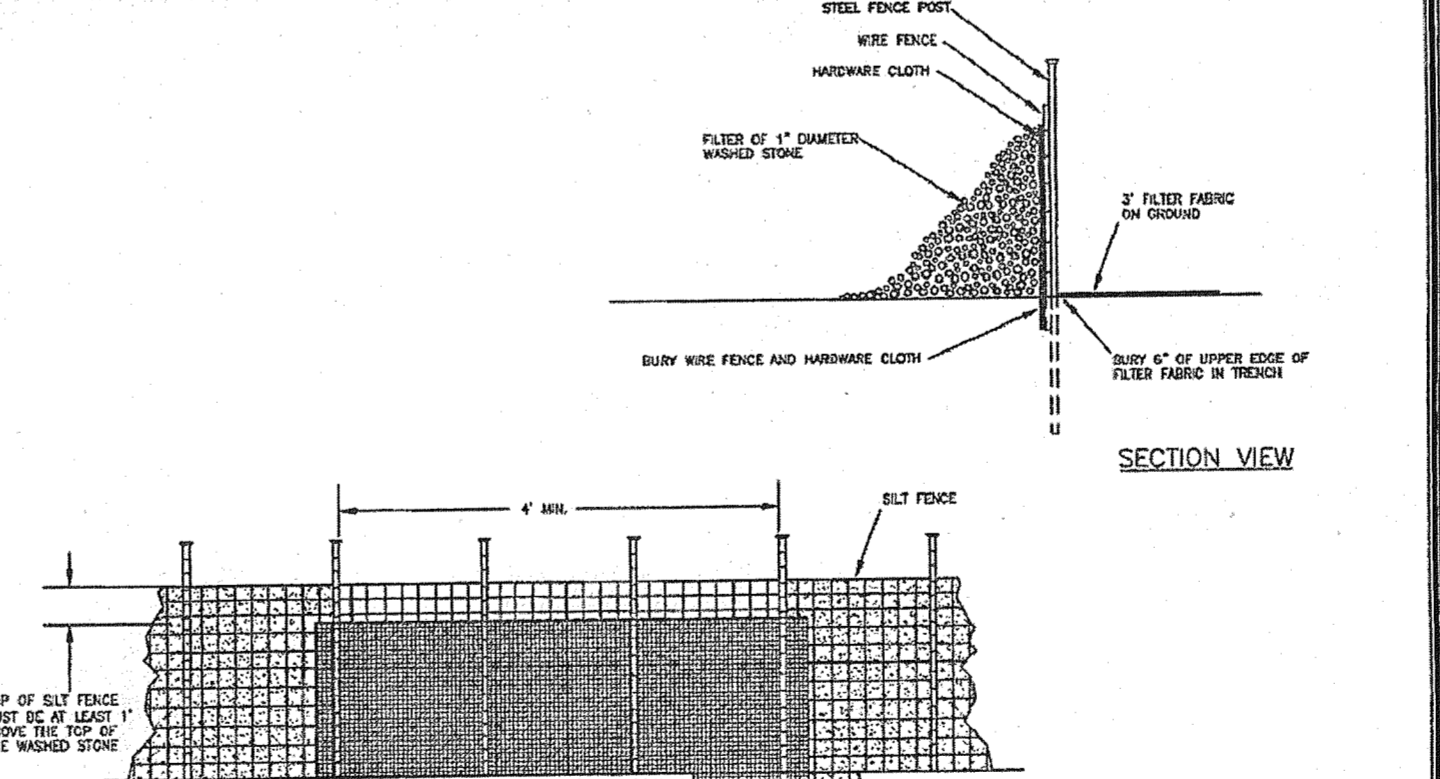 STEEL FENCE POST
WIRE FENCE
HARDWARE CLOTH
FILTER OF 1" DIAMETER
WASHED STONE
3' FILTER FABRIC
ON GROUND
BURY WIRE FENCE AND HARDWARE CLOTH
BURY 6" OF UPPER EDGE OF
FILTER FABRIC IN TRENCH
SECTION VIEW
4' MIN.
SILT FENCE
P OF SILT FENCE
UST BE AT LEAST 1'
OVE THE TOP OF
E WASHED STONE